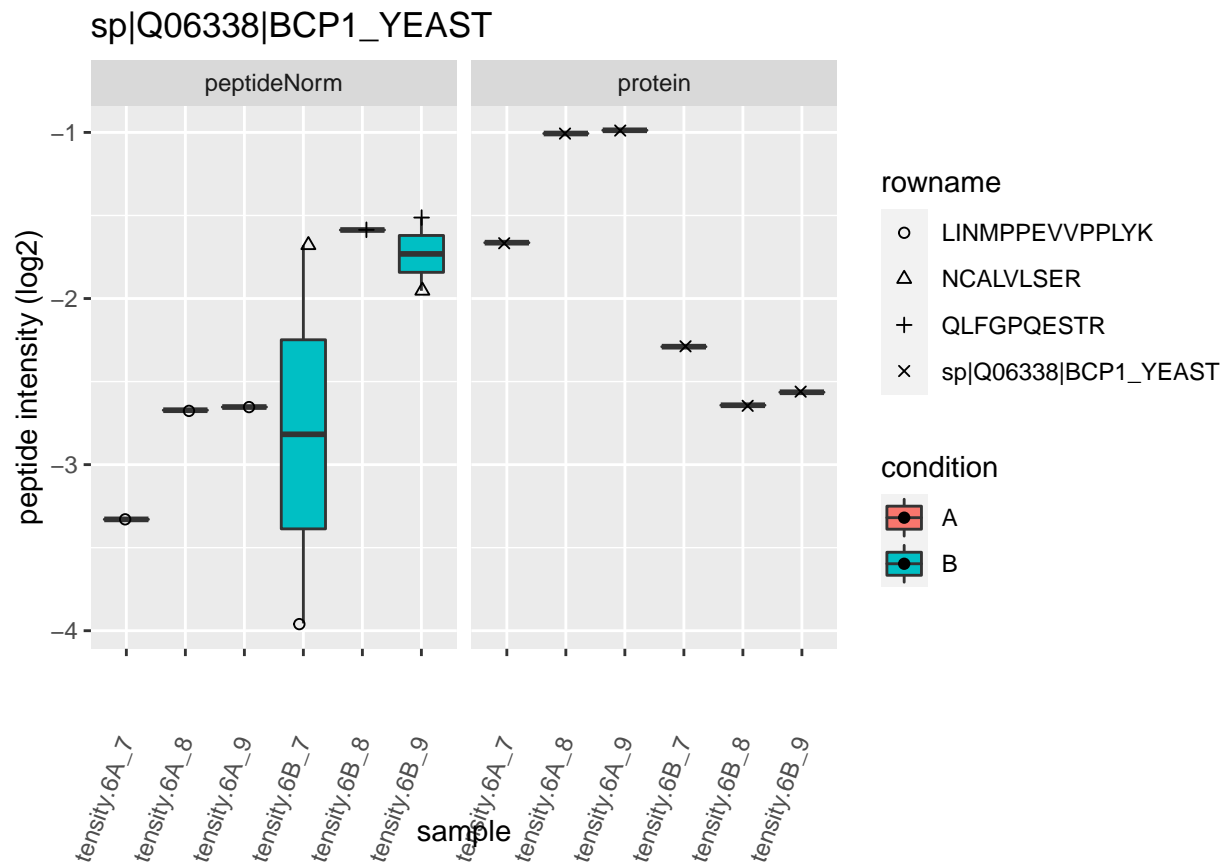 sp|Q06338|BCP1_YEAST
peptideNorm
protein
peptide intensity (log2)
−1
−2
−3
−4
tensity.6A_7
tensity.6A_8
tensity.6A_9
tensity.6B_7
tensity.6B_8
tensity.6B_9
tensity.6A_7
tensity.6A_8
tensity.6A_9
tensity.6B_7
tensity.6B_8
tensity.6B_9
sample
rowname
LINMPPEVVPPLYK
NCALVLSER
QLFGPQESTR
sp|Q06338|BCP1_YEAST
condition
A
B